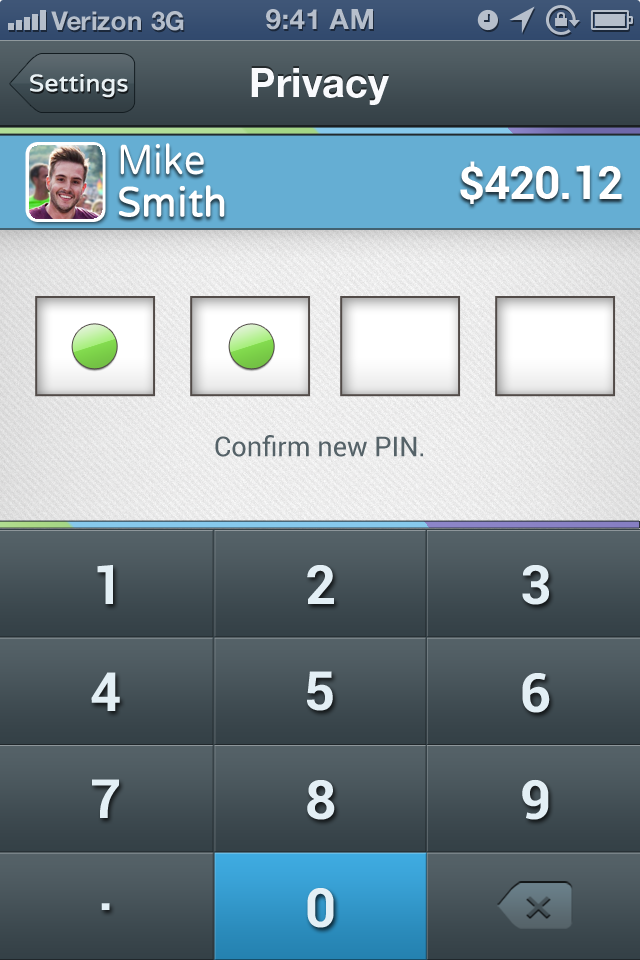 Verizon 3G 9:41 AM
Settings Privacy
Mike
Smith
$420.12
Confirm new PIN.
1 2 3
4 5 6
7 8 9
. 0